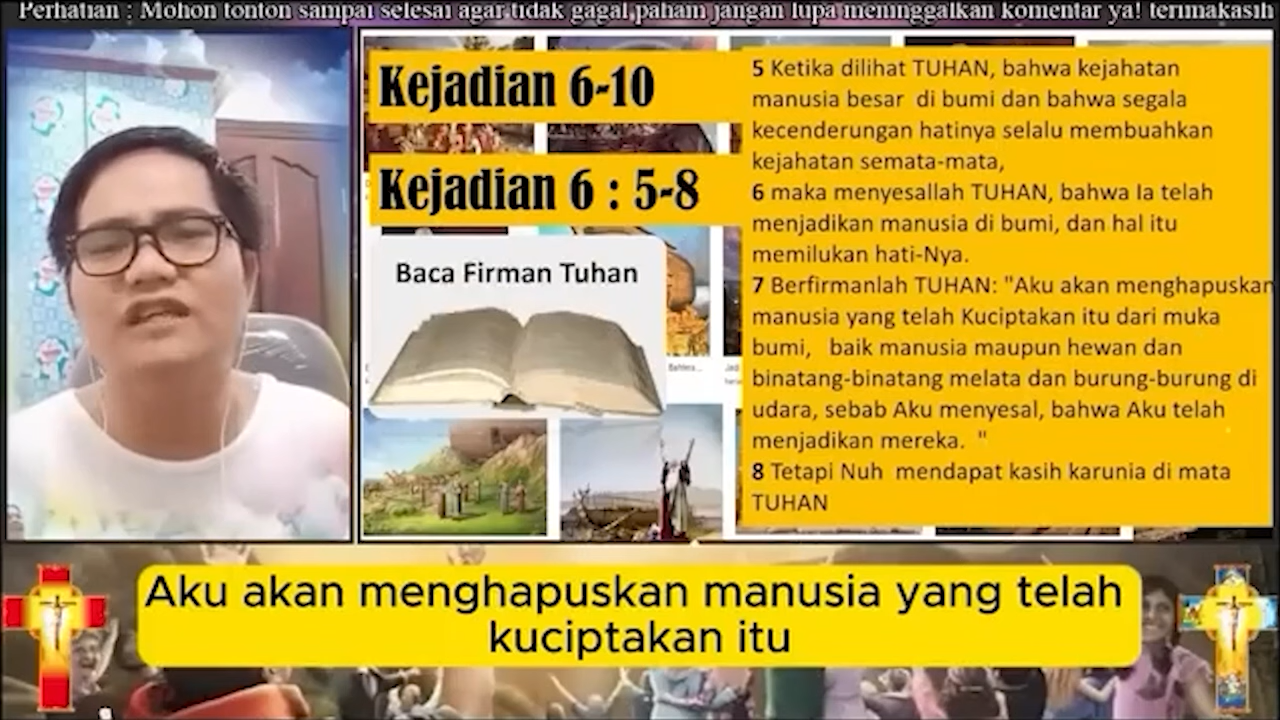 Perhatian : Mohon tonton sampai selesai agar tidak gagal paham jangan lupa meninggalkan komentar ya! terimakasih
Kejadian 6-10
Kejadian 6 : 5-8
Baca Firman Tuhan
5 Ketika dilihat TUHAN, bahwa kejahatan
manusia besar di bumi dan bahwa segala
kecenderungan hatinya selalu membuahkan
kejahatan semata-mata,
6 maka menyesallah TUHAN, bahwa Ia telah
menjadikan manusia di bumi, dan hal itu
memilukan hati-Nya.
7 Berfirmanlah TUHAN: "Aku akan menghapuskan
manusia yang telah Kuciptakan itu dari muka
bumi, baik manusia maupun hewan dan
binatang-binatang melata dan burung-burung di
udara, sebab Aku menyesal, bahwa Aku telah
menjadikan mereka. "
8 Tetapi Nuh mendapat kasih karunia di mata
TUHAN
Aku akan menghapuskan manusia yang telah
kuciptakan itu